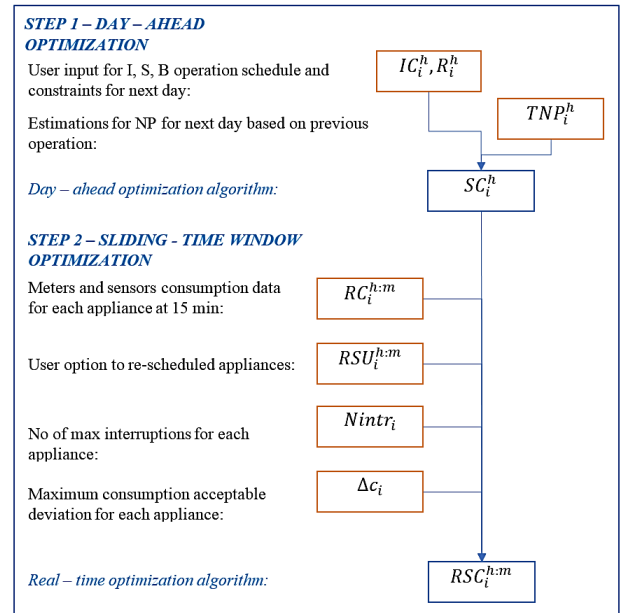 STEP 1 – DAY – AHEAD
OPTIMIZATION
User input for I, S, B operation schedule and
constraints for next day:
$IC_i^h, R_i^h$
Estimations for NP for next day based on previous
operation:
$TNP_i^h$
Day – ahead optimization algorithm:
$SC_i^h$
STEP 2 – SLIDING - TIME WINDOW
OPTIMIZATION
Meters and sensors consumption data
for each appliance at 15 min:
$RC_i^{h:m}$
User option to re-scheduled appliances:
$RSU_i^{h:m}$
No of max interruptions for each
appliance:
$Nintr_i$
Maximum consumption acceptable
deviation for each appliance:
$\Delta c_i$
Real – time optimization algorithm:
$RSC_i^{h:m}$